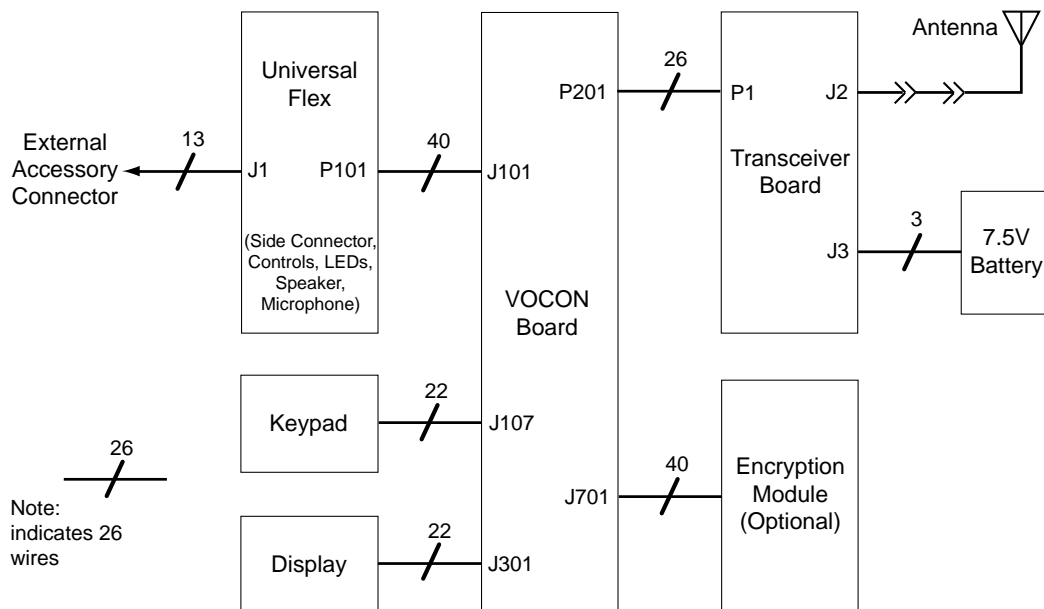 Antenna
Universal
Flex
26
P201
P1
J2
13
40
External
Accessory
Connector
J1
P101
J101
Transceiver
Board
(Side Connector,
Controls, LEDs,
Speaker,
Microphone)
3
J3
7.5V
Battery
VOCON
Board
Keypad
22
J107
26
Note:
indicates 26
wires
40
J701
Encryption
Module
(Optional)
Display
22
J301